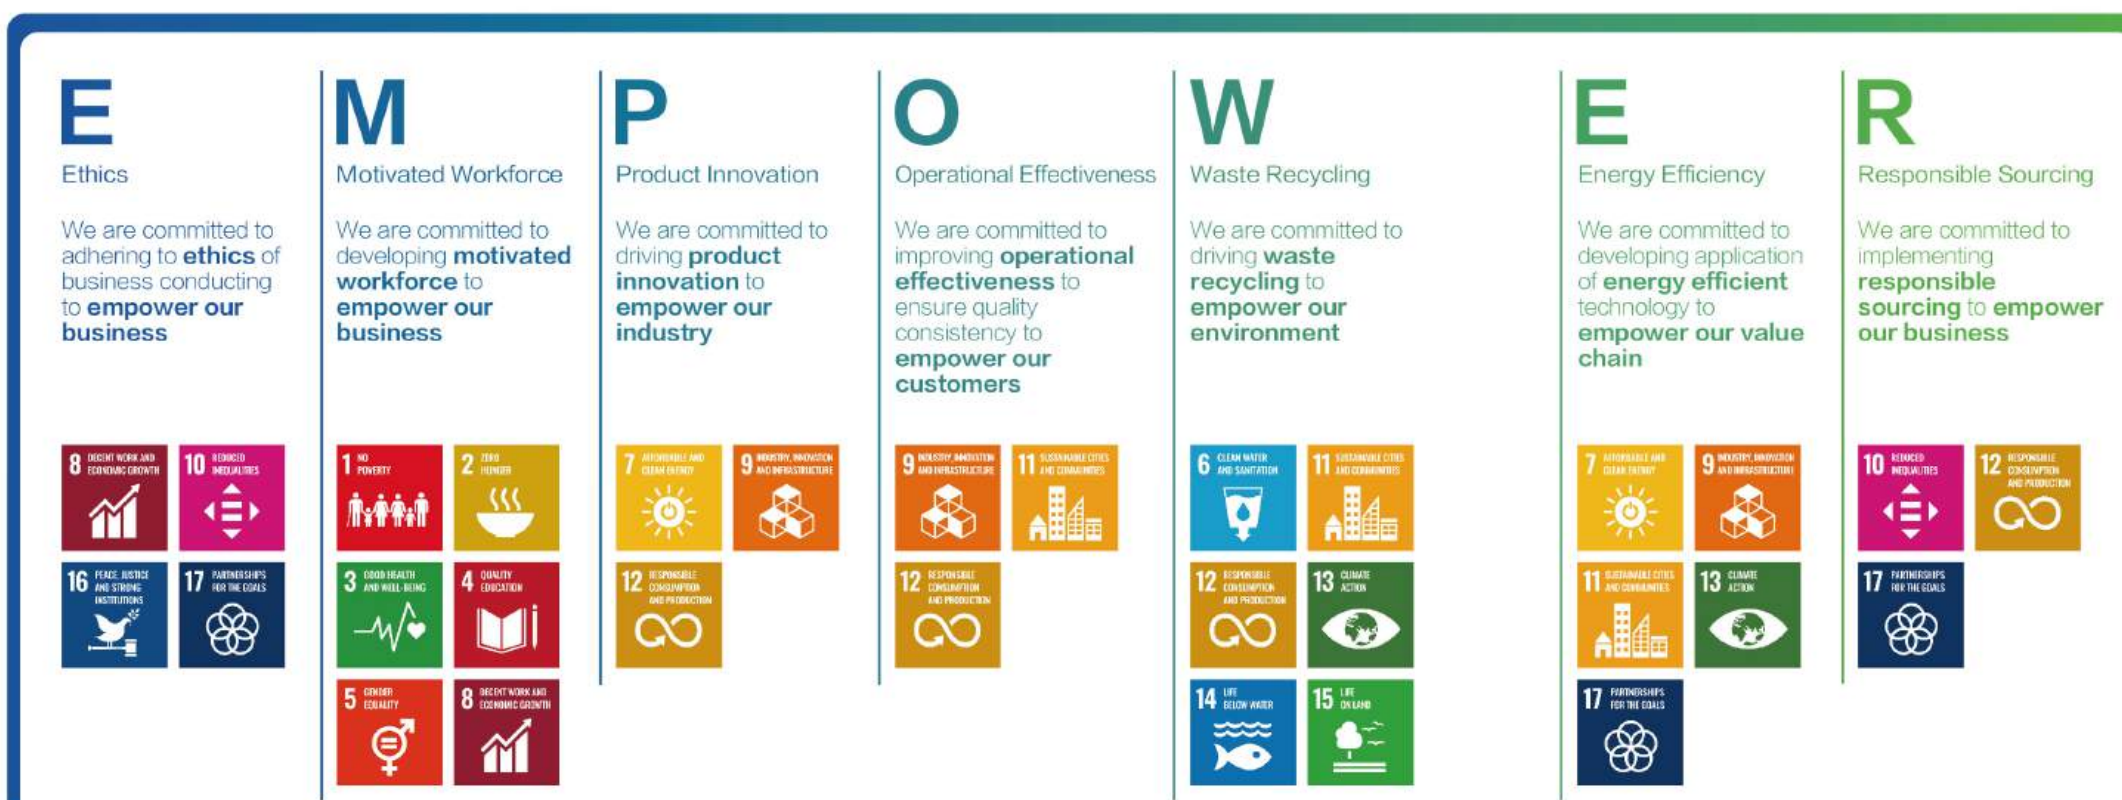 E
Ethics
We are committed to
adhering to ethics of
business conducting
to empower our
business
8 DECENT WORK AND
ECONOMIC GROWTH
10 REDUCED
INEQUALITIES
16 PEACE, JUSTICE
AND STRONG
INSTITUTIONS
17 PARTNERSHIPS
FOR THE GOALS
M
Motivated Workforce
We are committed to
developing motivated
workforce to
empower our
business
1 NO
POVERTY
2 ZERO
HUNGER
3 GOOD HEALTH
AND WELL-BEING
4 QUALITY
EDUCATION
5 GENDER
EQUALITY
8 DECENT WORK AND
ECONOMIC GROWTH
P
Product Innovation
We are committed to
driving product
innovation to
empower our
industry
7 AFFORDABLE AND
CLEAN ENERGY
9 INDUSTRY, INNOVATION
AND INFRASTRUCTURE
12 RESPONSIBLE
CONSUMPTION
AND PRODUCTION
O
Operational Effectiveness
We are committed to
improving operational
effectiveness to
ensure quality
consistency to
empower our
customers
9 INDUSTRY, INNOVATION
AND INFRASTRUCTURE
11 SUSTAINABLE CITIES
AND COMMUNITIES
12 RESPONSIBLE
CONSUMPTION
AND PRODUCTION
W
Waste Recycling
We are committed to
driving waste
recycling to
empower our
environment
6 CLEAN WATER
AND SANITATION
11 SUSTAINABLE CITIES
AND COMMUNITIES
12 RESPONSIBLE
CONSUMPTION
AND PRODUCTION
13 CLIMATE
ACTION
14 LIFE
BELOW WATER
15 LIFE
ON LAND
E
Energy Efficiency
We are committed to
developing application
of energy efficient
technology to
empower our value
chain
7 AFFORDABLE AND
CLEAN ENERGY
9 INDUSTRY, INNOVATION
AND INFRASTRUCTURE
11 SUSTAINABLE CITIES
AND COMMUNITIES
13 CLIMATE
ACTION
17 PARTNERSHIPS
FOR THE GOALS
R
Responsible Sourcing
We are committed to
implementing
responsible
sourcing to empower
our business
10 REDUCED
INEQUALITIES
12 RESPONSIBLE
CONSUMPTION
AND PRODUCTION
17 PARTNERSHIPS
FOR THE GOALS